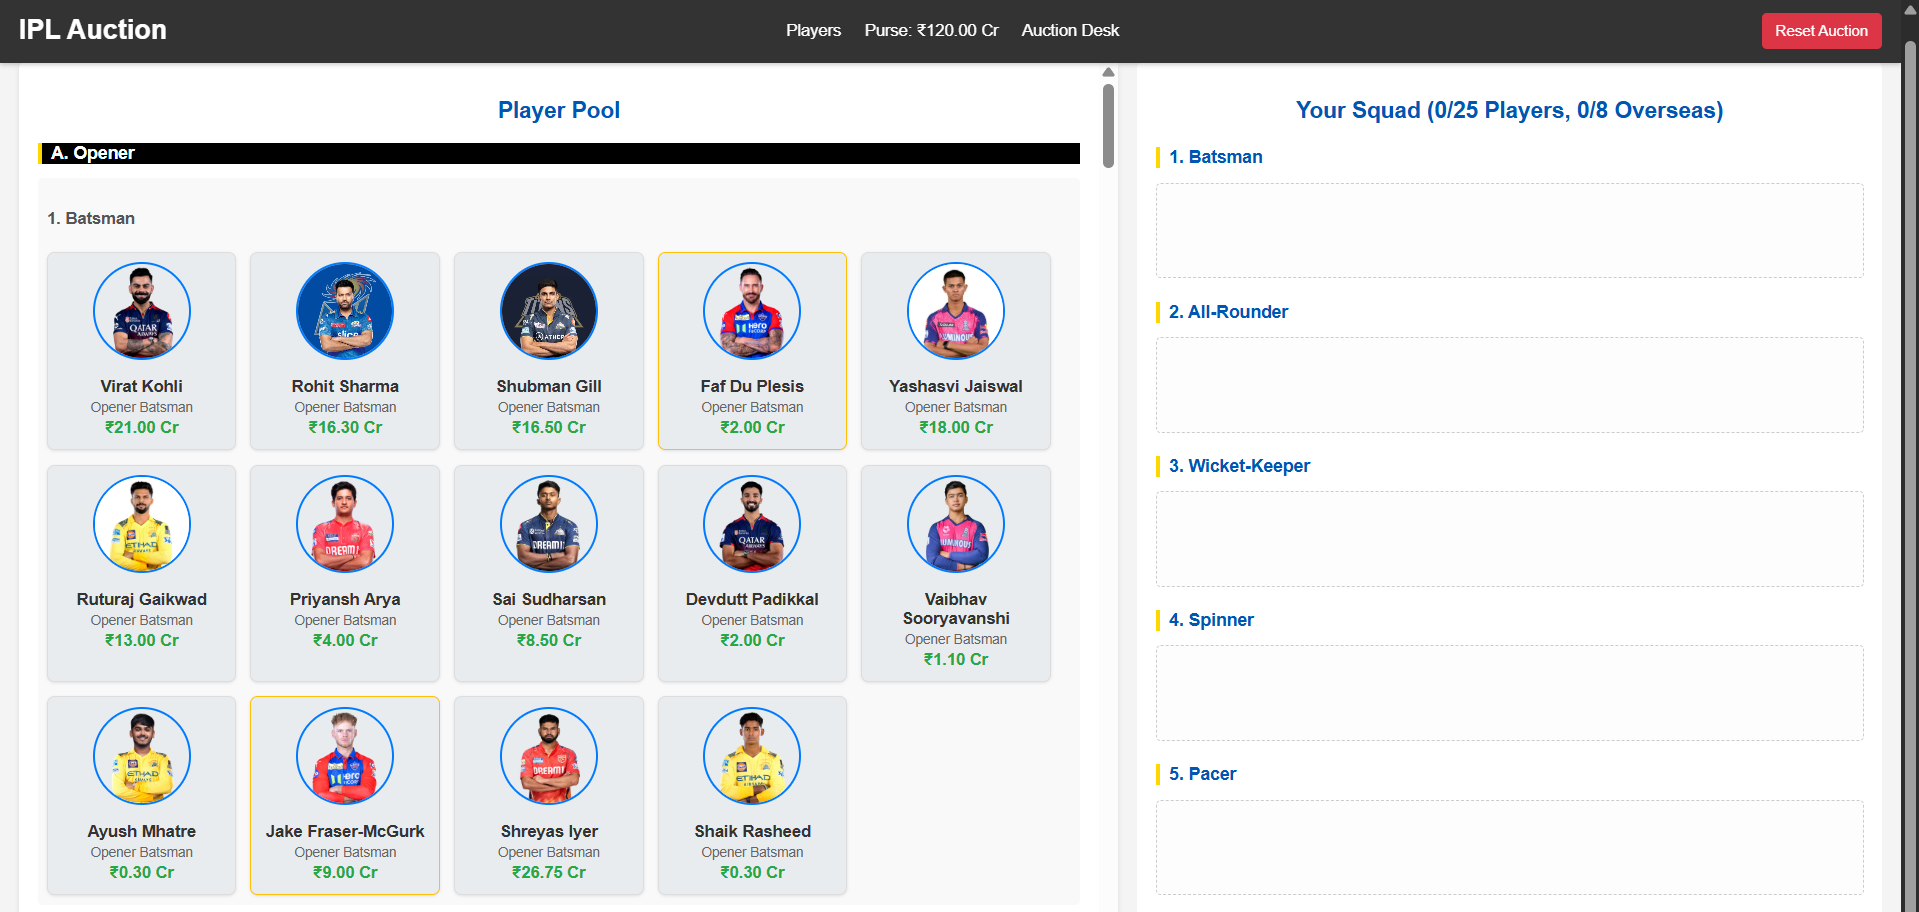 IPL Auction
Players
Purse: ₹120.00 Cr
Auction Desk
Reset Auction
Player Pool
A. Opener
1. Batsman
Virat Kohli
Opener Batsman
₹21.00 Cr
Rohit Sharma
Opener Batsman
₹16.30 Cr
Shubman Gill
Opener Batsman
₹16.50 Cr
Faf Du Plesis
Opener Batsman
₹2.00 Cr
Yashasvi Jaiswal
Opener Batsman
₹18.00 Cr
Ruturaj Gaikwad
Opener Batsman
₹13.00 Cr
Priyansh Arya
Opener Batsman
₹4.00 Cr
Sai Sudharsan
Opener Batsman
₹8.50 Cr
Devdutt Padikkal
Opener Batsman
₹2.00 Cr
Vaibhav
Sooryavanshi
Opener Batsman
₹1.10 Cr
Ayush Mhatre
Opener Batsman
₹0.30 Cr
Jake Fraser-McGurk
Opener Batsman
₹9.00 Cr
Shreyas Iyer
Opener Batsman
₹26.75 Cr
Shaik Rasheed
Opener Batsman
₹0.30 Cr
Your Squad (0/25 Players, 0/8 Overseas)
1. Batsman
2. All-Rounder
3. Wicket-Keeper
4. Spinner
5. Pacer